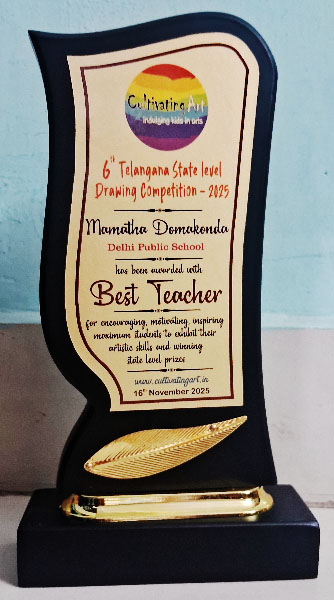 Cultivating Art
indulging kids in arts
6th Telangana State level
Drawing Competition - 2025
Mamatha Domakonda
Delhi Public School
has been awarded with
Best Teacher
for encouraging, motivating, inspiring
maximum students to exhibit their
artistic skills and winning
state level prizes
www.cultivatingart.in
16th November 2025